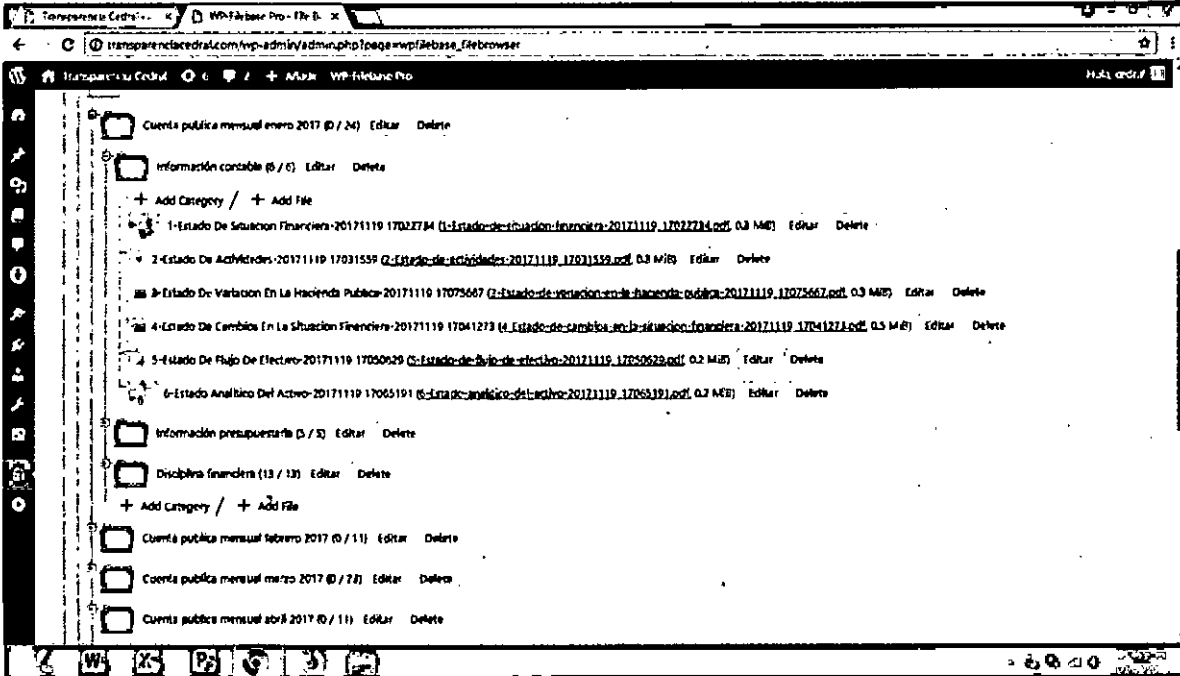 Transparencia Cedral
WP-Filebase Pro - File B
transparenciacedral.com/wp-admin/admin.php?page=wpfilebase_filebrowser
Transparencia Cedral 6 2 + Añadir WP-Filebase Pro Hola, cedral
Cuenta publica mensual enero 2017 (0 / 24) Editar Delete
Información contable (6 / 6) Editar Delete
+ Add Category / + Add File
1-Estado De Situacion Financiera-20171119 17022734 (1-Estado-de-situacion-financiera-20171119_17022734.pdf, 0.3 MiB) Editar Delete
2-Estado De Actividades-20171119 17031559 (2-Estado-de-actividades-20171119_17031559.pdf, 0.3 MiB) Editar Delete
3-Estado De Variation En La Hacienda Publica-20171119 17075667 (3-Estado-de-variacion-en-la-hacienda-publica-20171119_17075667.pdf, 0.3 MiB) Editar Delete
4-Estado De Cambios En La Situacion Financiera-20171119 17041273 (4_Estado-de-cambios-en-la-situacion-financiera-20171119_17041273.pdf, 0.5 MiB) Editar Delete
5-Estado De Flujo De Efectivo-20171119 17050629 (5-Estado-de-flujo-de-efectivo-20171119_17050629.pdf, 0.2 MiB) Editar Delete
6-Estado Analitico Del Activo-20171119 17065191 (6-Estado-analitico-del-activo-20171119_17065191.pdf, 0.2 MiB) Editar Delete
Información presupuestaria (5 / 5) Editar Delete
Disciplina financiera (13 / 13) Editar Delete
+ Add Category / + Add File
Cuenta publica mensual febrero 2017 (0 / 11) Editar Delete
Cuenta publica mensual marzo 2017 (0 / 23) Editar Delete
Cuenta publica mensual abril 2017 (0 / 11) Editar Delete